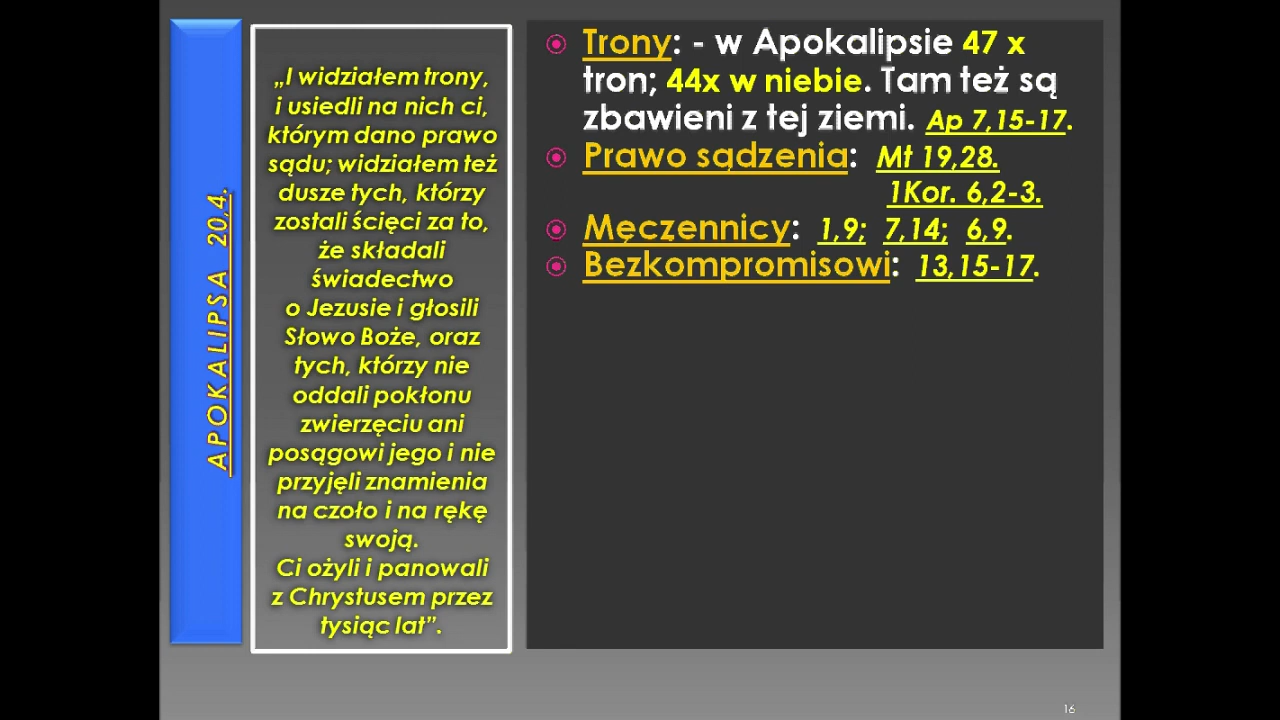 APOKALIPSA 20,4.
„I widziałem trony,
i usiedli na nich ci,
którym dano prawo
sądu; widziałem też
dusze tych, którzy
zostali ścięci za to,
że składali
świadectwo
o Jezusie i głosili
Słowo Boże, oraz
tych, którzy nie
oddali pokłonu
zwierzęciu ani
posągowi jego i nie
przyjęli znamienia
na czoło i na rękę
swoją.
Ci ożyli i panowali
z Chrystusem przez
tysiąc lat”.
Trony: - w Apokalipsie 47 x
tron; 44x w niebie. Tam też są
zbawieni z tej ziemi. Ap 7,15-17.
Prawo sądzenia: Mt 19,28.
1Kor. 6,2-3.
Męczennicy: 1,9; 7,14; 6,9.
Bezkompromisowi: 13,15-17.
16